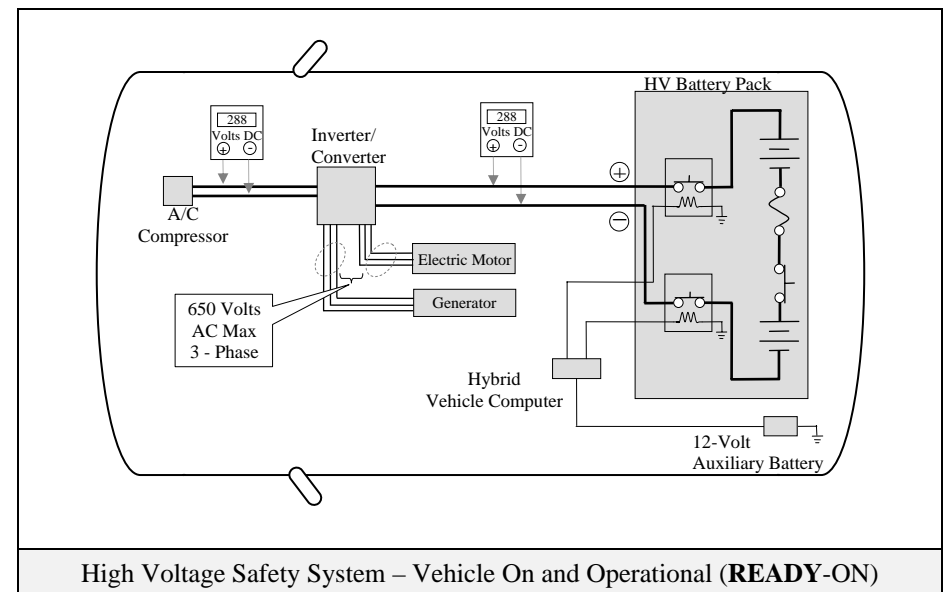 HV Battery Pack
288
Volts DC
+ -
288
Volts DC
+ -
Inverter/
Converter
+
-
A/C
Compressor
Electric Motor
Generator
650 Volts
AC Max
3 - Phase
Hybrid
Vehicle Computer
12-Volt
Auxiliary Battery
High Voltage Safety System – Vehicle On and Operational (READY-ON)